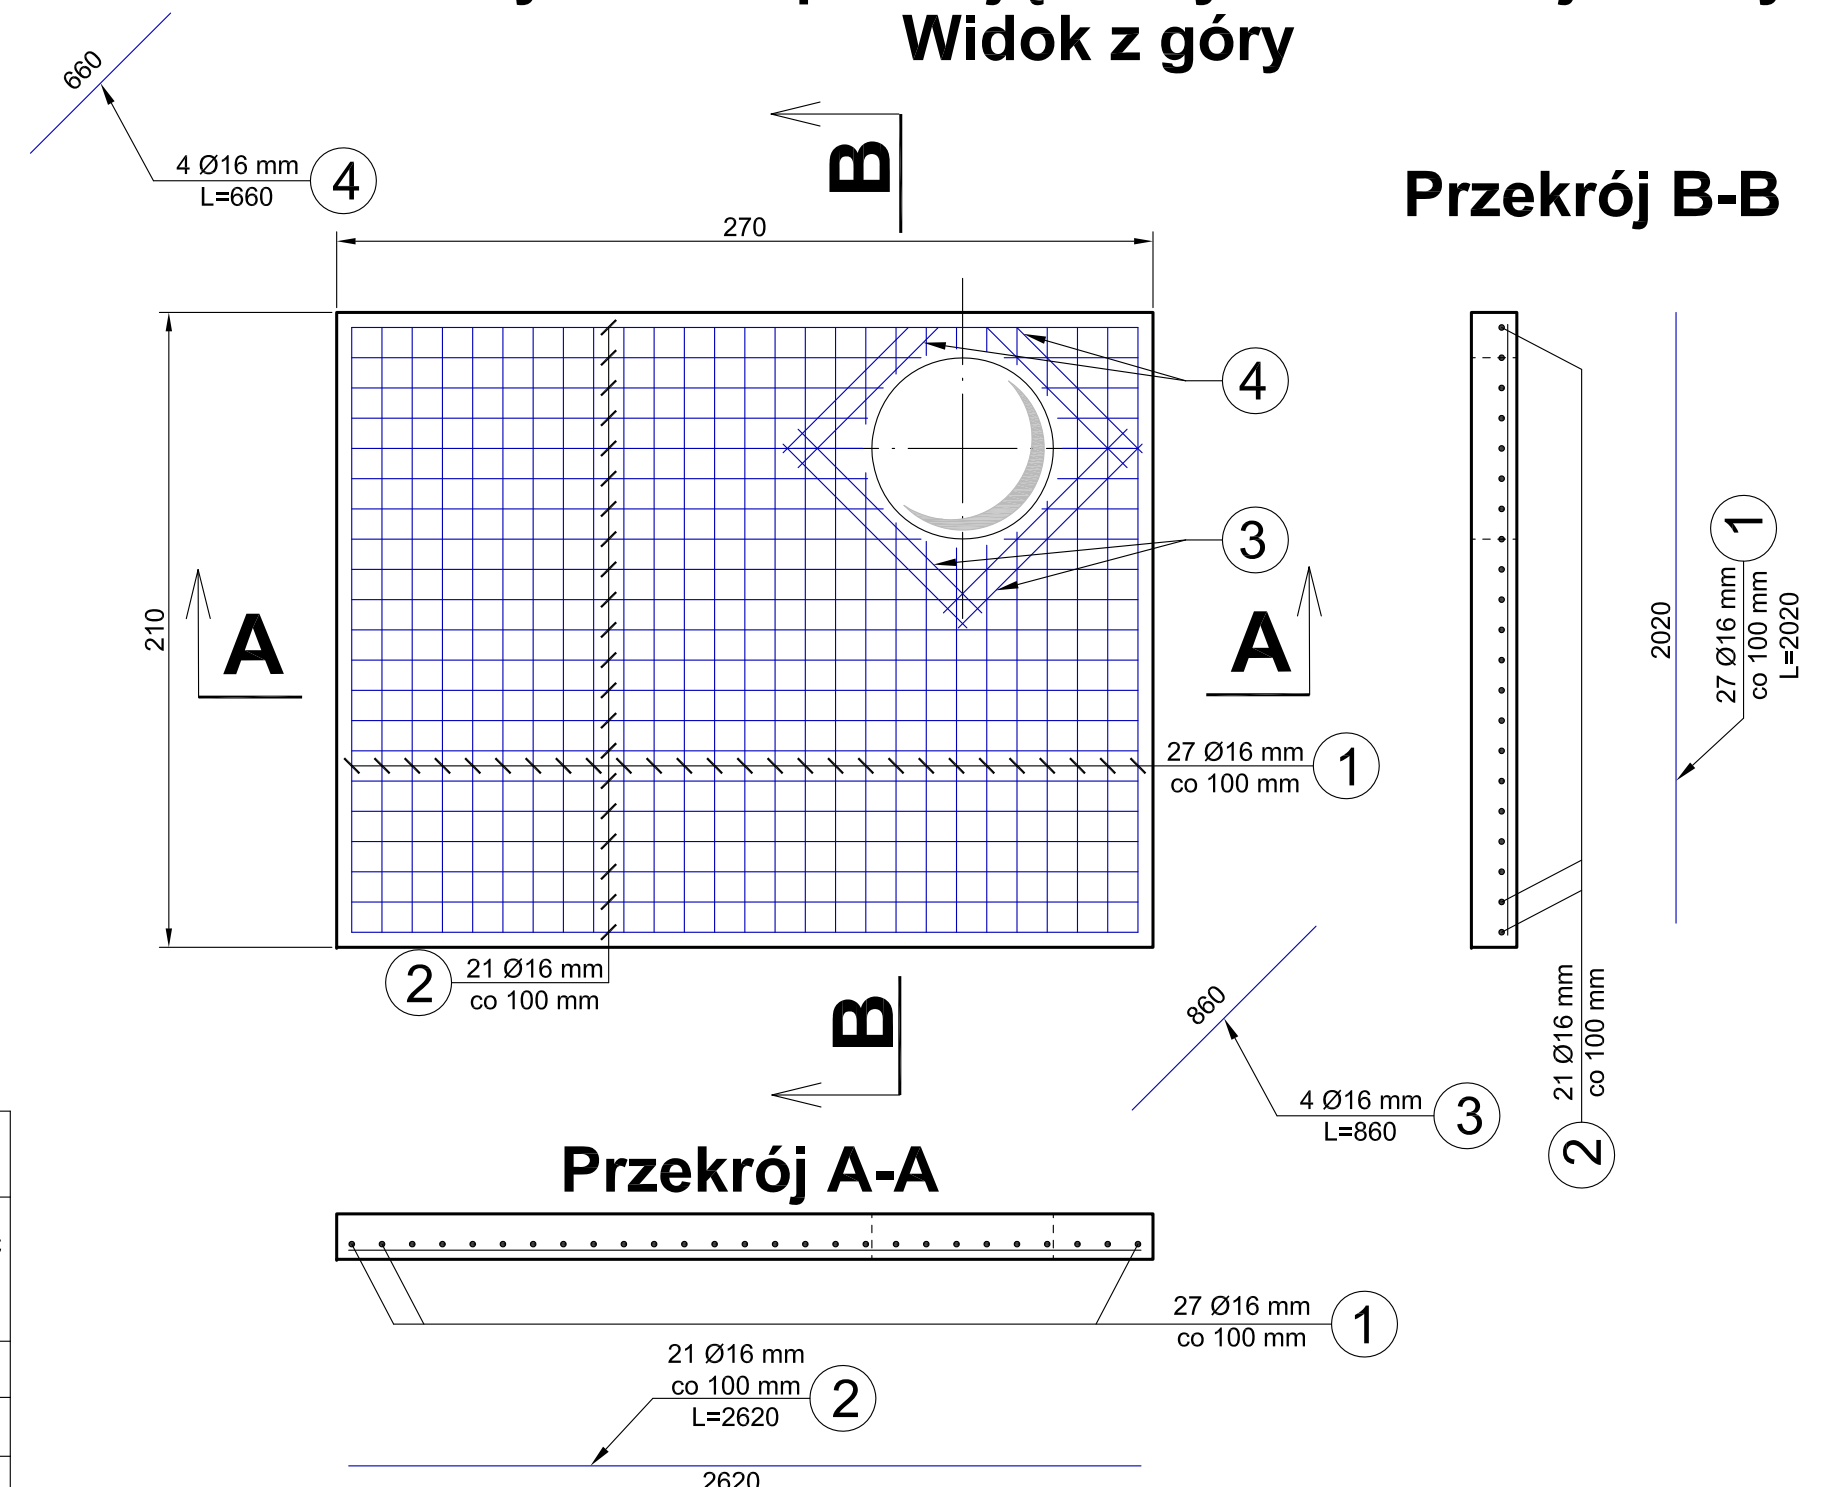 Widok z góry
660
4 Ø16 mm
L=660
4
B
Przekrój B-B
270
4
3
210
A
A
27 Ø16 mm
co 100 mm
1
2
21 Ø16 mm
co 100 mm
B
860
4 Ø16 mm
L=860
3
2020
1
27 Ø16 mm
co 100 mm
L=2020
21 Ø16 mm
co 100 mm
2
Przekrój A-A
27 Ø16 mm
co 100 mm
1
21 Ø16 mm
co 100 mm
L=2620
2
2620